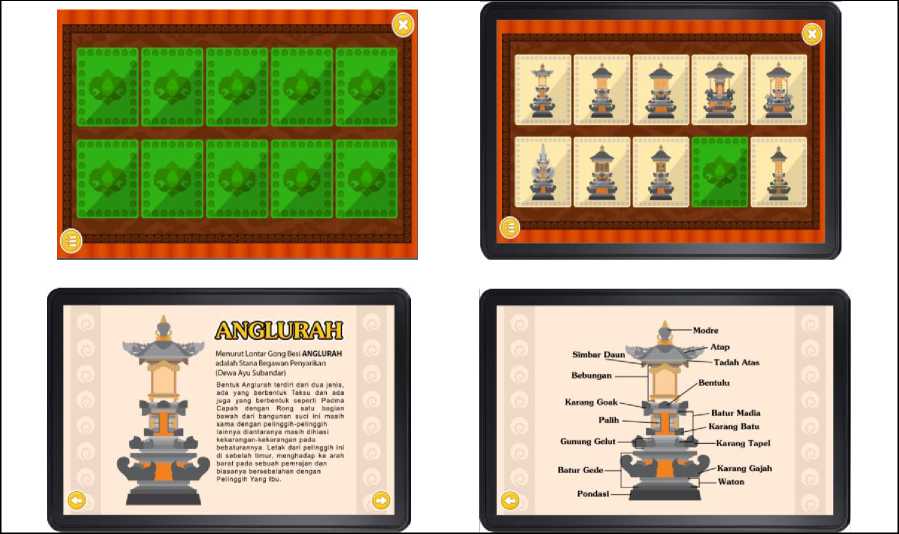 ANGLURAH
Menurut Lontar Gong Besi ANGLURAH
adalah Stana Begawan Penyarikan
(Dewa Ayu Subandar)
Bentuk Anglurah terdiri dari dua jenis,
ada yang berbentuk Taksu dan ada
juga yang berbentuk seperti Padma
Capah dengan Rong satu bagian
bawah dari bangunan suci ini masih
sama dengan pelinggih-pelinggih
lainnya diantaranya masih dihiasi
kekarangan-kekarangan pada
bebaturannya. Letak dari pelinggih ini
di sebelah timur, menghadap ke arah
barat pada sebuah pemrajan dan
biasanya bersebelahan dengan
Pelinggih Yang Ibu.
Modre
Atap
Simbar Daun
Tadah Atas
Bebungan
Bentulu
Karang Goak
Batur Madia
Palih
Karang Batu
Gunung Gelut
Karang Tapel
Batur Gede
Karang Gajah
Waton
Pondasi